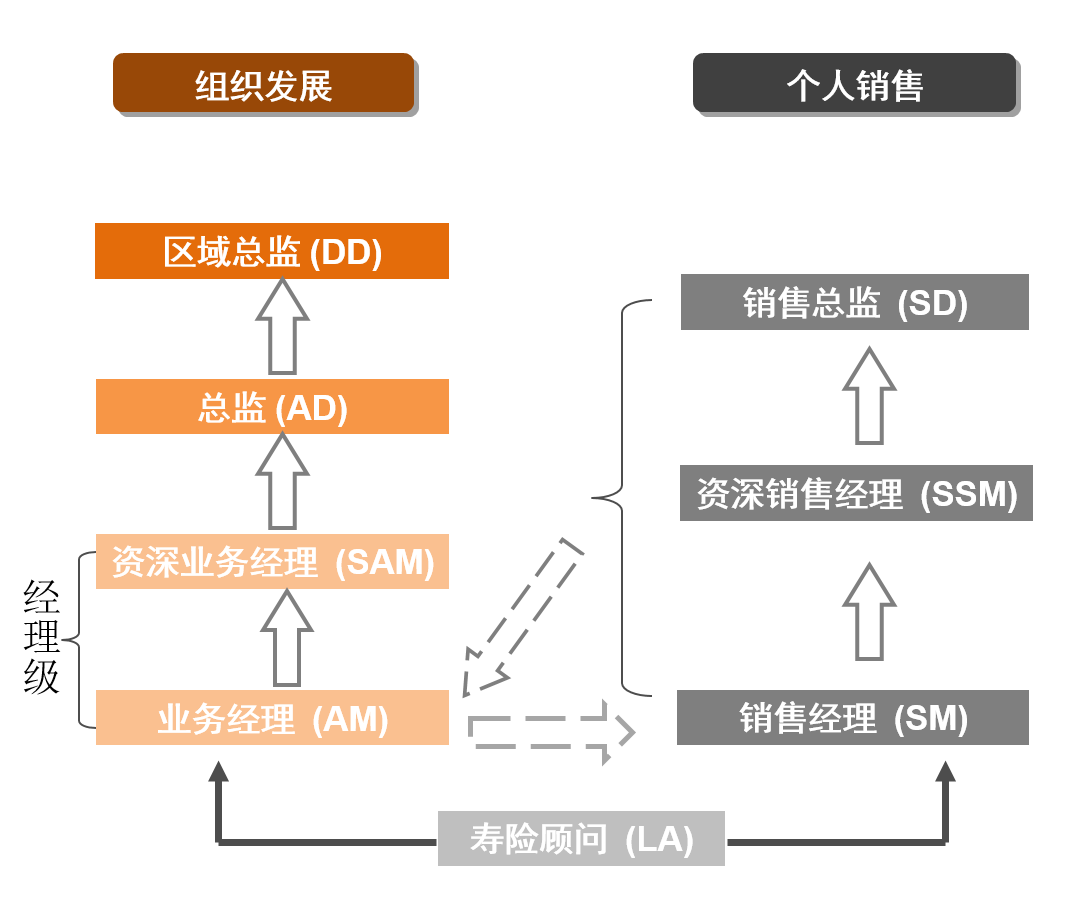 组织发展
个人销售
区域总监 (DD)
销售总监 (SD)
总监 (AD)
资深销售经理 (SSM)
资深业务经理 (SAM)
经理级
业务经理 (AM)
销售经理 (SM)
寿险顾问 (LA)